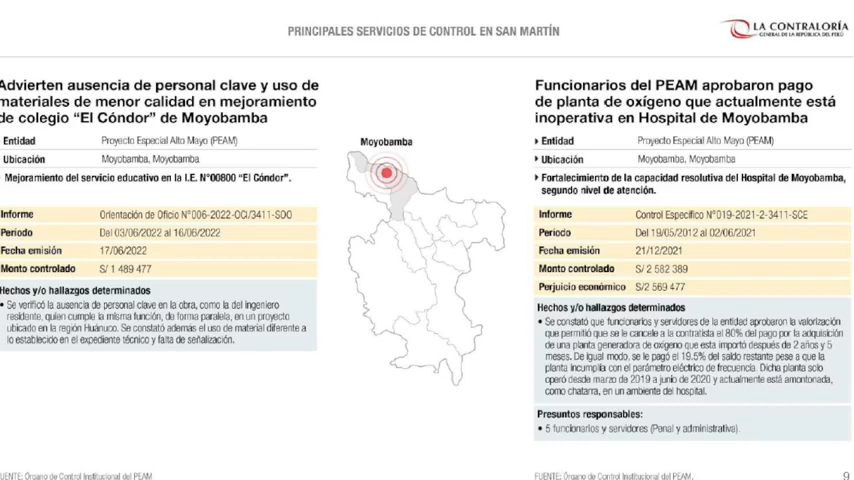 PRINCIPALES SERVICIOS DE CONTROL EN SAN MARTÍN
LA CONTRALORÍA
GENERAL DE LA REPÚBLICA DEL PERÚ
Advierten ausencia de personal clave y uso de
materiales de menor calidad en mejoramiento
de colegio "El Cóndor" de Moyobamba
Entidad Proyecto Especial Alto Mayo (PEAM)
Ubicación Moyobamba, Moyobamba
Mejoramiento del servicio educativo en la I.E. N°00800 "El Cóndor".
Informe Orientación de Oficio N°006-2022-OCI/3411-SOO
Periodo Del 03/06/2022 al 16/06/2022
Fecha emisión 17/06/2022
Monto controlado S/ 1 489 477
Hechos y/o hallazgos determinados
• Se verificó la ausencia de personal clave en la obra, como la del ingeniero
residente, quien cumple la misma función, de forma paralela, en un proyecto
ubicado en la región Huánuco. Se constató además el uso de material diferente a
lo establecido en el expediente técnico y falta de señalización.
UENTE: Órgano de Control Institucional del PEAM
Moyobamba
Funcionarios del PEAM aprobaron pago
de planta de oxígeno que actualmente está
inoperativa en Hospital de Moyobamba
Entidad Proyecto Especial Alto Mayo (PEAM)
Ubicación Moyobamba, Moyobamba
Fortalecimiento de la capacidad resolutiva del Hospital de Moyobamba,
segundo nivel de atención.
Informe Control Específico N°019-2021-2-3411-SCE
Periodo Del 19/05/2012 al 02/06/2021
Fecha emisión 21/12/2021
Monto controlado S/ 2 582 389
Perjuicio económico S/2 569 477
Hechos y/o hallazgos determinados
• Se constató que funcionarios y servidores de la entidad aprobaron la valorización
que permitió que se le cancele a la contratista el 80% del pago por la adquisición
de una planta generadora de oxígeno que esta importó después de 2 años y 5
meses. De igual modo, se le pagó el 19.5% del saldo restante pese a que la
planta incumplía con el parámetro eléctrico de frecuencia. Dicha planta solo
operó desde marzo de 2019 a junio de 2020 y actualmente está amontonada,
como chatarra, en un ambiente del hospital.
Presuntos responsables:
• 5 funcionarios y servidores (Penal y administrativa).
FUENTE: Órgano de Control Institucional del PEAM.
9